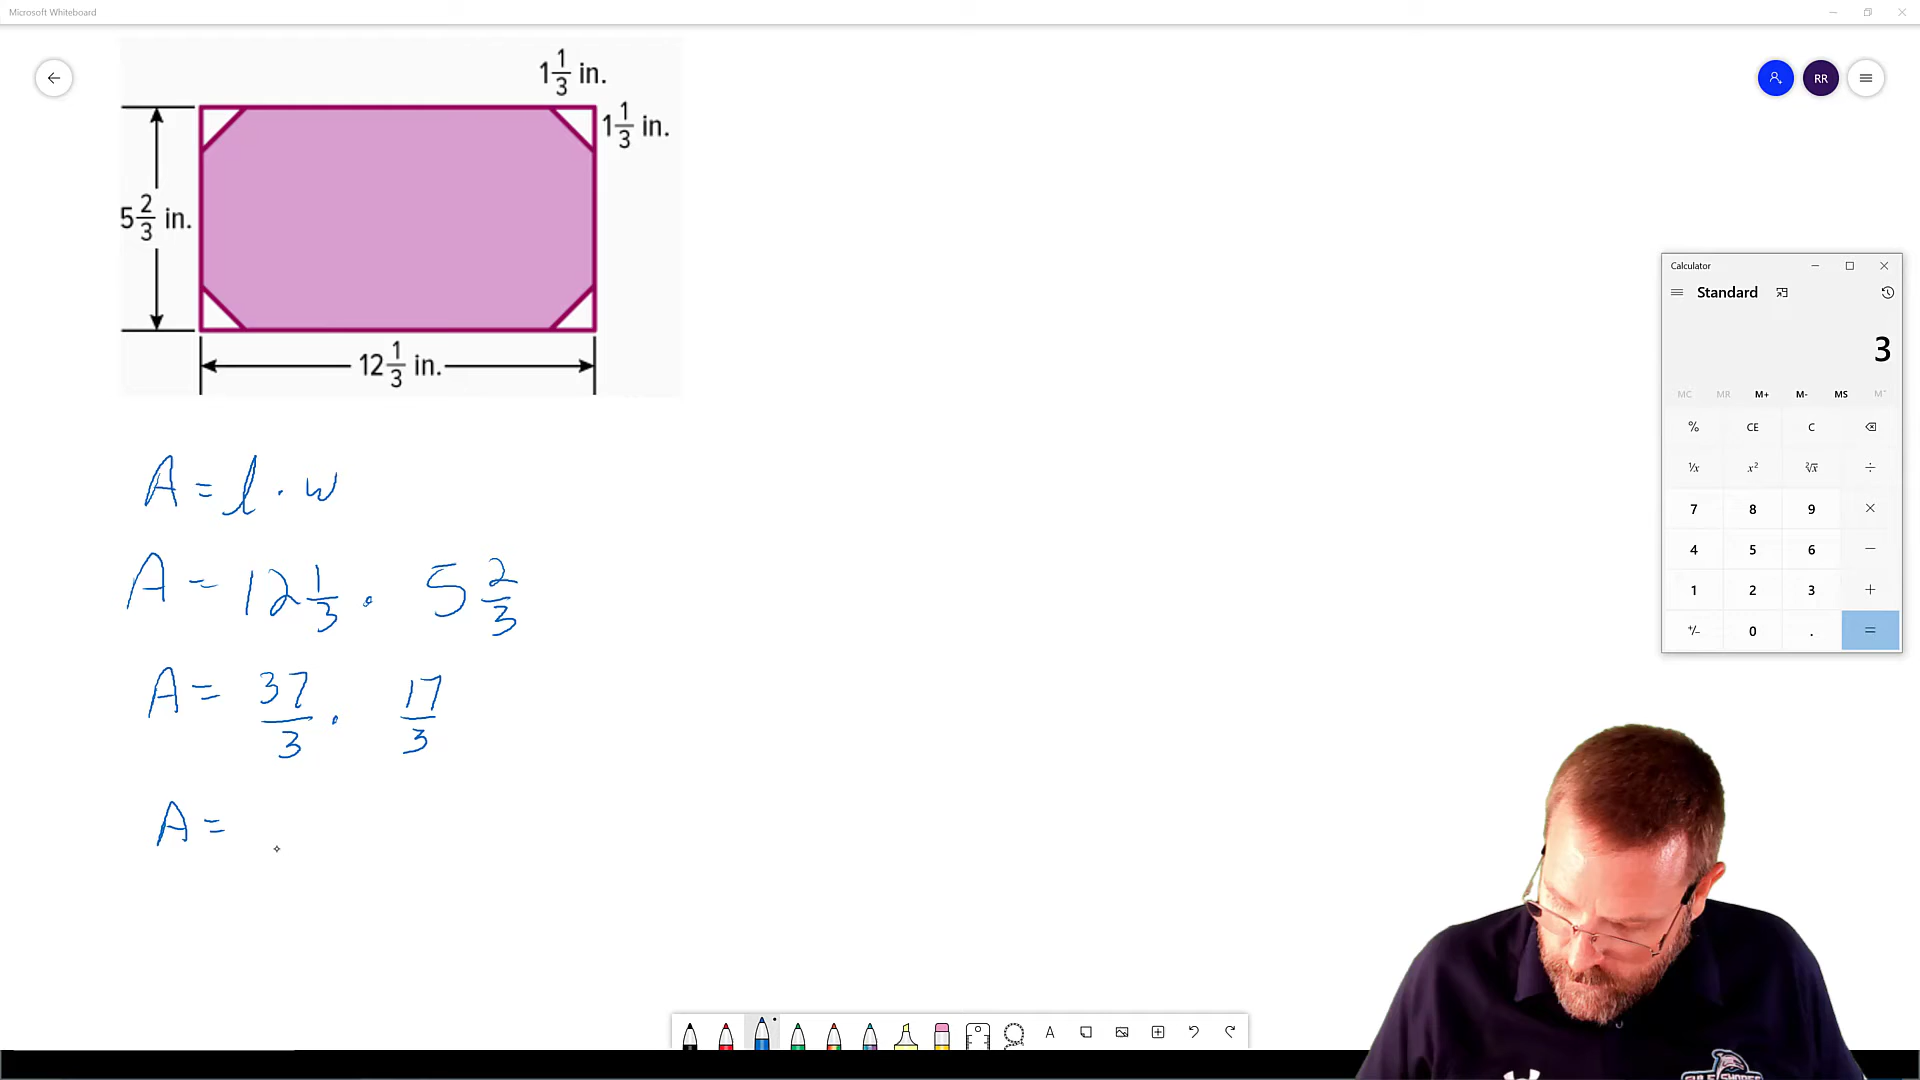 Microsoft Whiteboard
RR
1 1/3 in.
1 1/3 in.
5 2/3 in.
12 1/3 in.
A = l · w
A = 12 1/3 · 5 2/3
A = 37/3 · 17/3
A =
Calculator
Standard
3
MC MR M+ M- MS M˅
% CE C
¹/x x² ²√x ÷
7 8 9 ×
4 5 6 −
1 2 3 +
+/− 0 . =
A